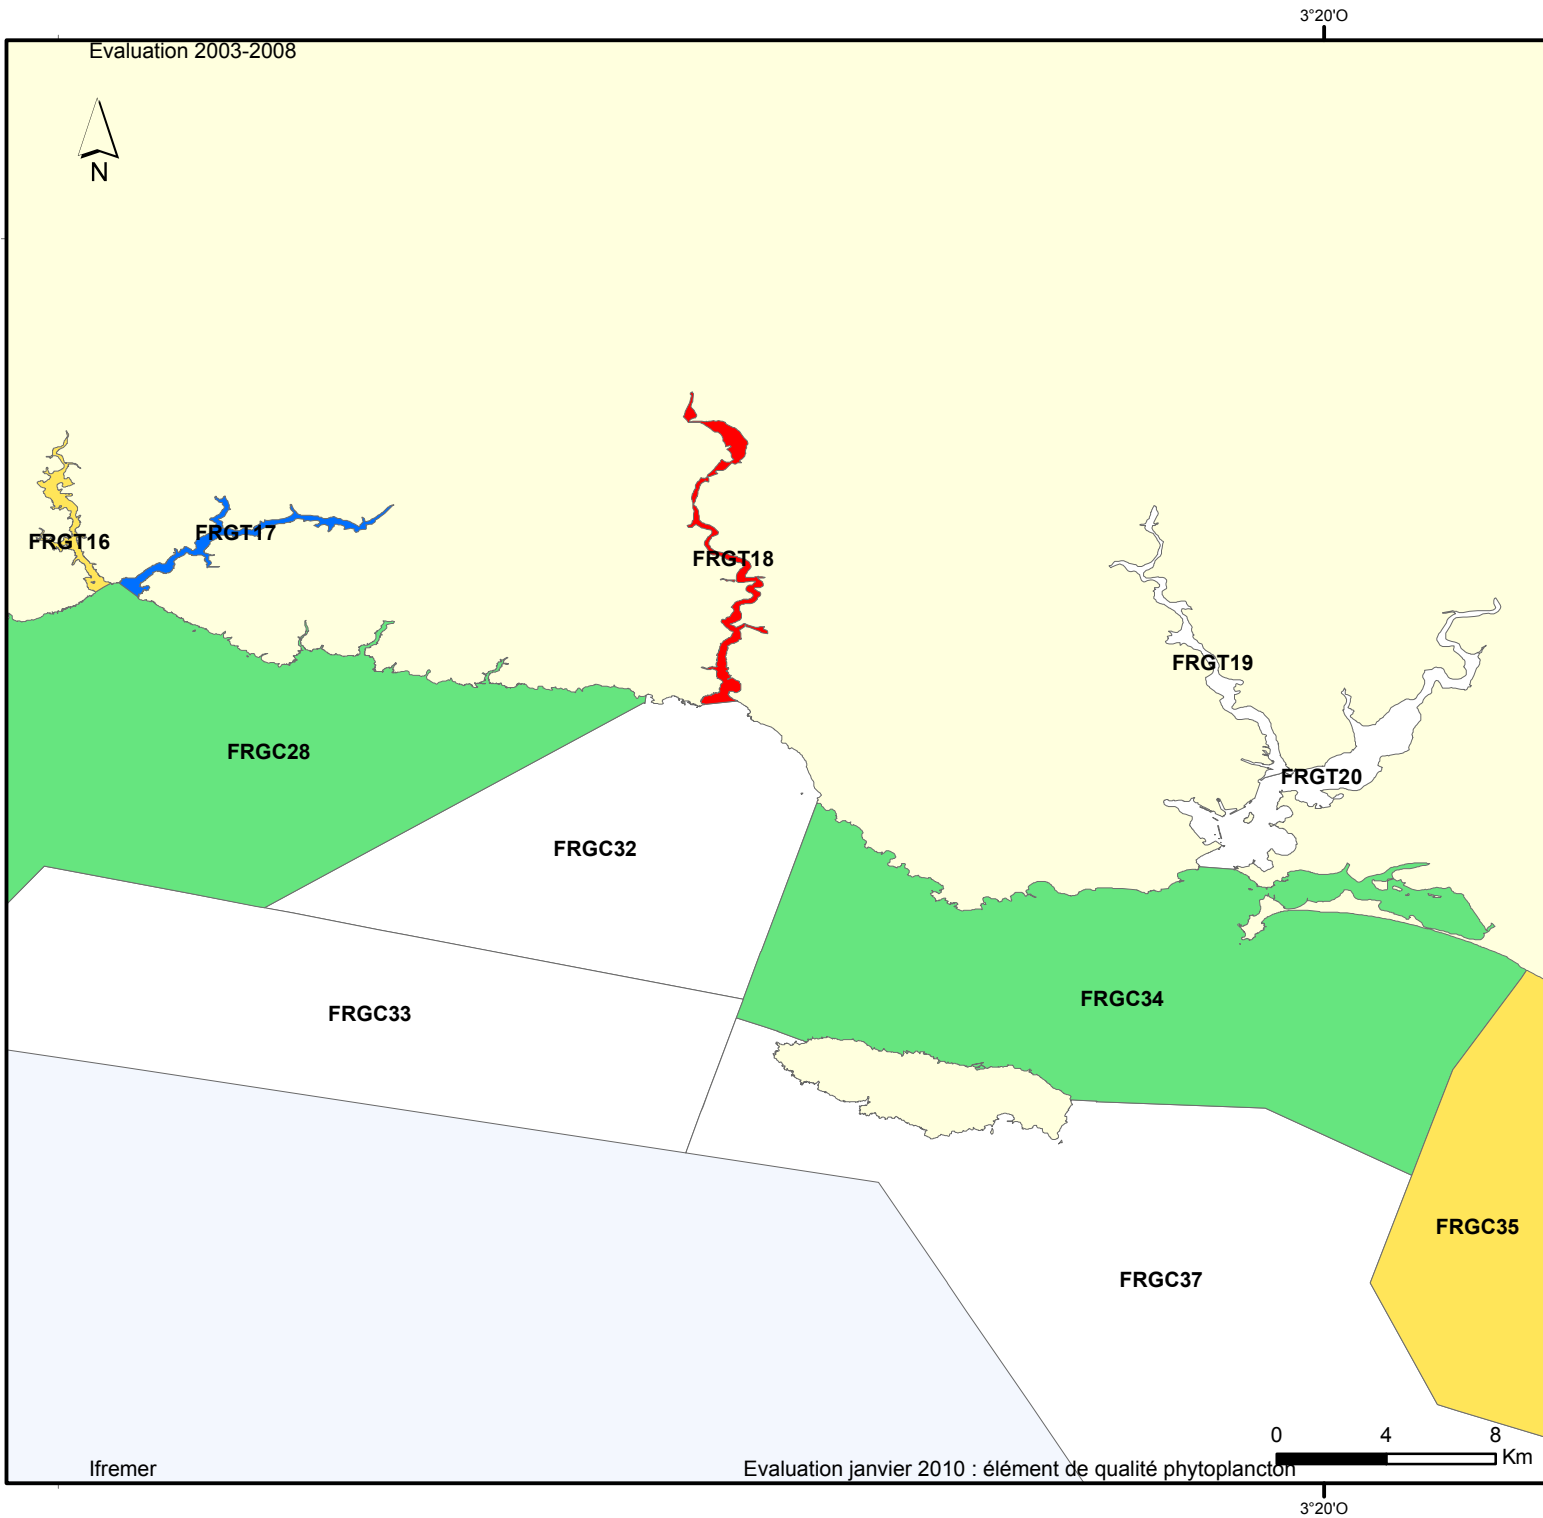 3°20'O
Evaluation 2003-2008
N
FRGT16
FRGT17
FRGT18
FRGT19
FRGT20
FRGC28
FRGC32
FRGC33
FRGC34
FRGC35
FRGC37
0 4 8
Km
Ifremer
Evaluation janvier 2010 : élément de qualité phytoplancton
3°20'O